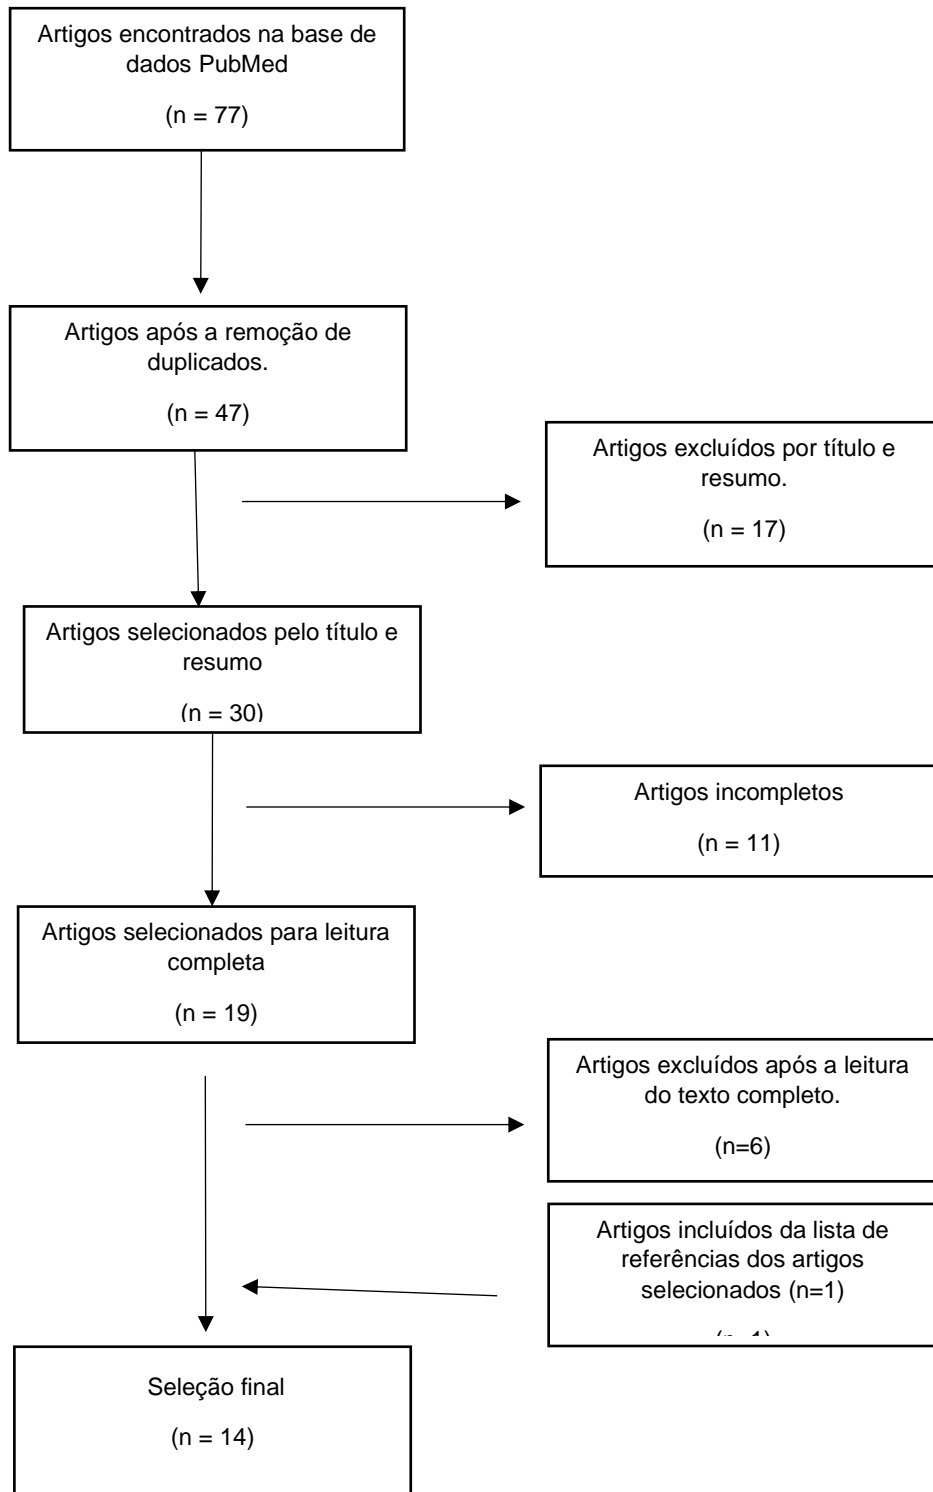 Artigos encontrados na base de
dados PubMed
(n = 77)
Artigos após a remoção de
duplicados.
(n = 47)
Artigos excluídos por título e
resumo.
(n = 17)
Artigos selecionados pelo título e
resumo
(n = 30)
Artigos incompletos
(n = 11)
Artigos selecionados para leitura
completa
(n = 19)
Artigos excluídos após a leitura
do texto completo.
(n=6)
Artigos incluídos da lista de
referências dos artigos
selecionados (n=1)
(n=1)
Seleção final
(n = 14)